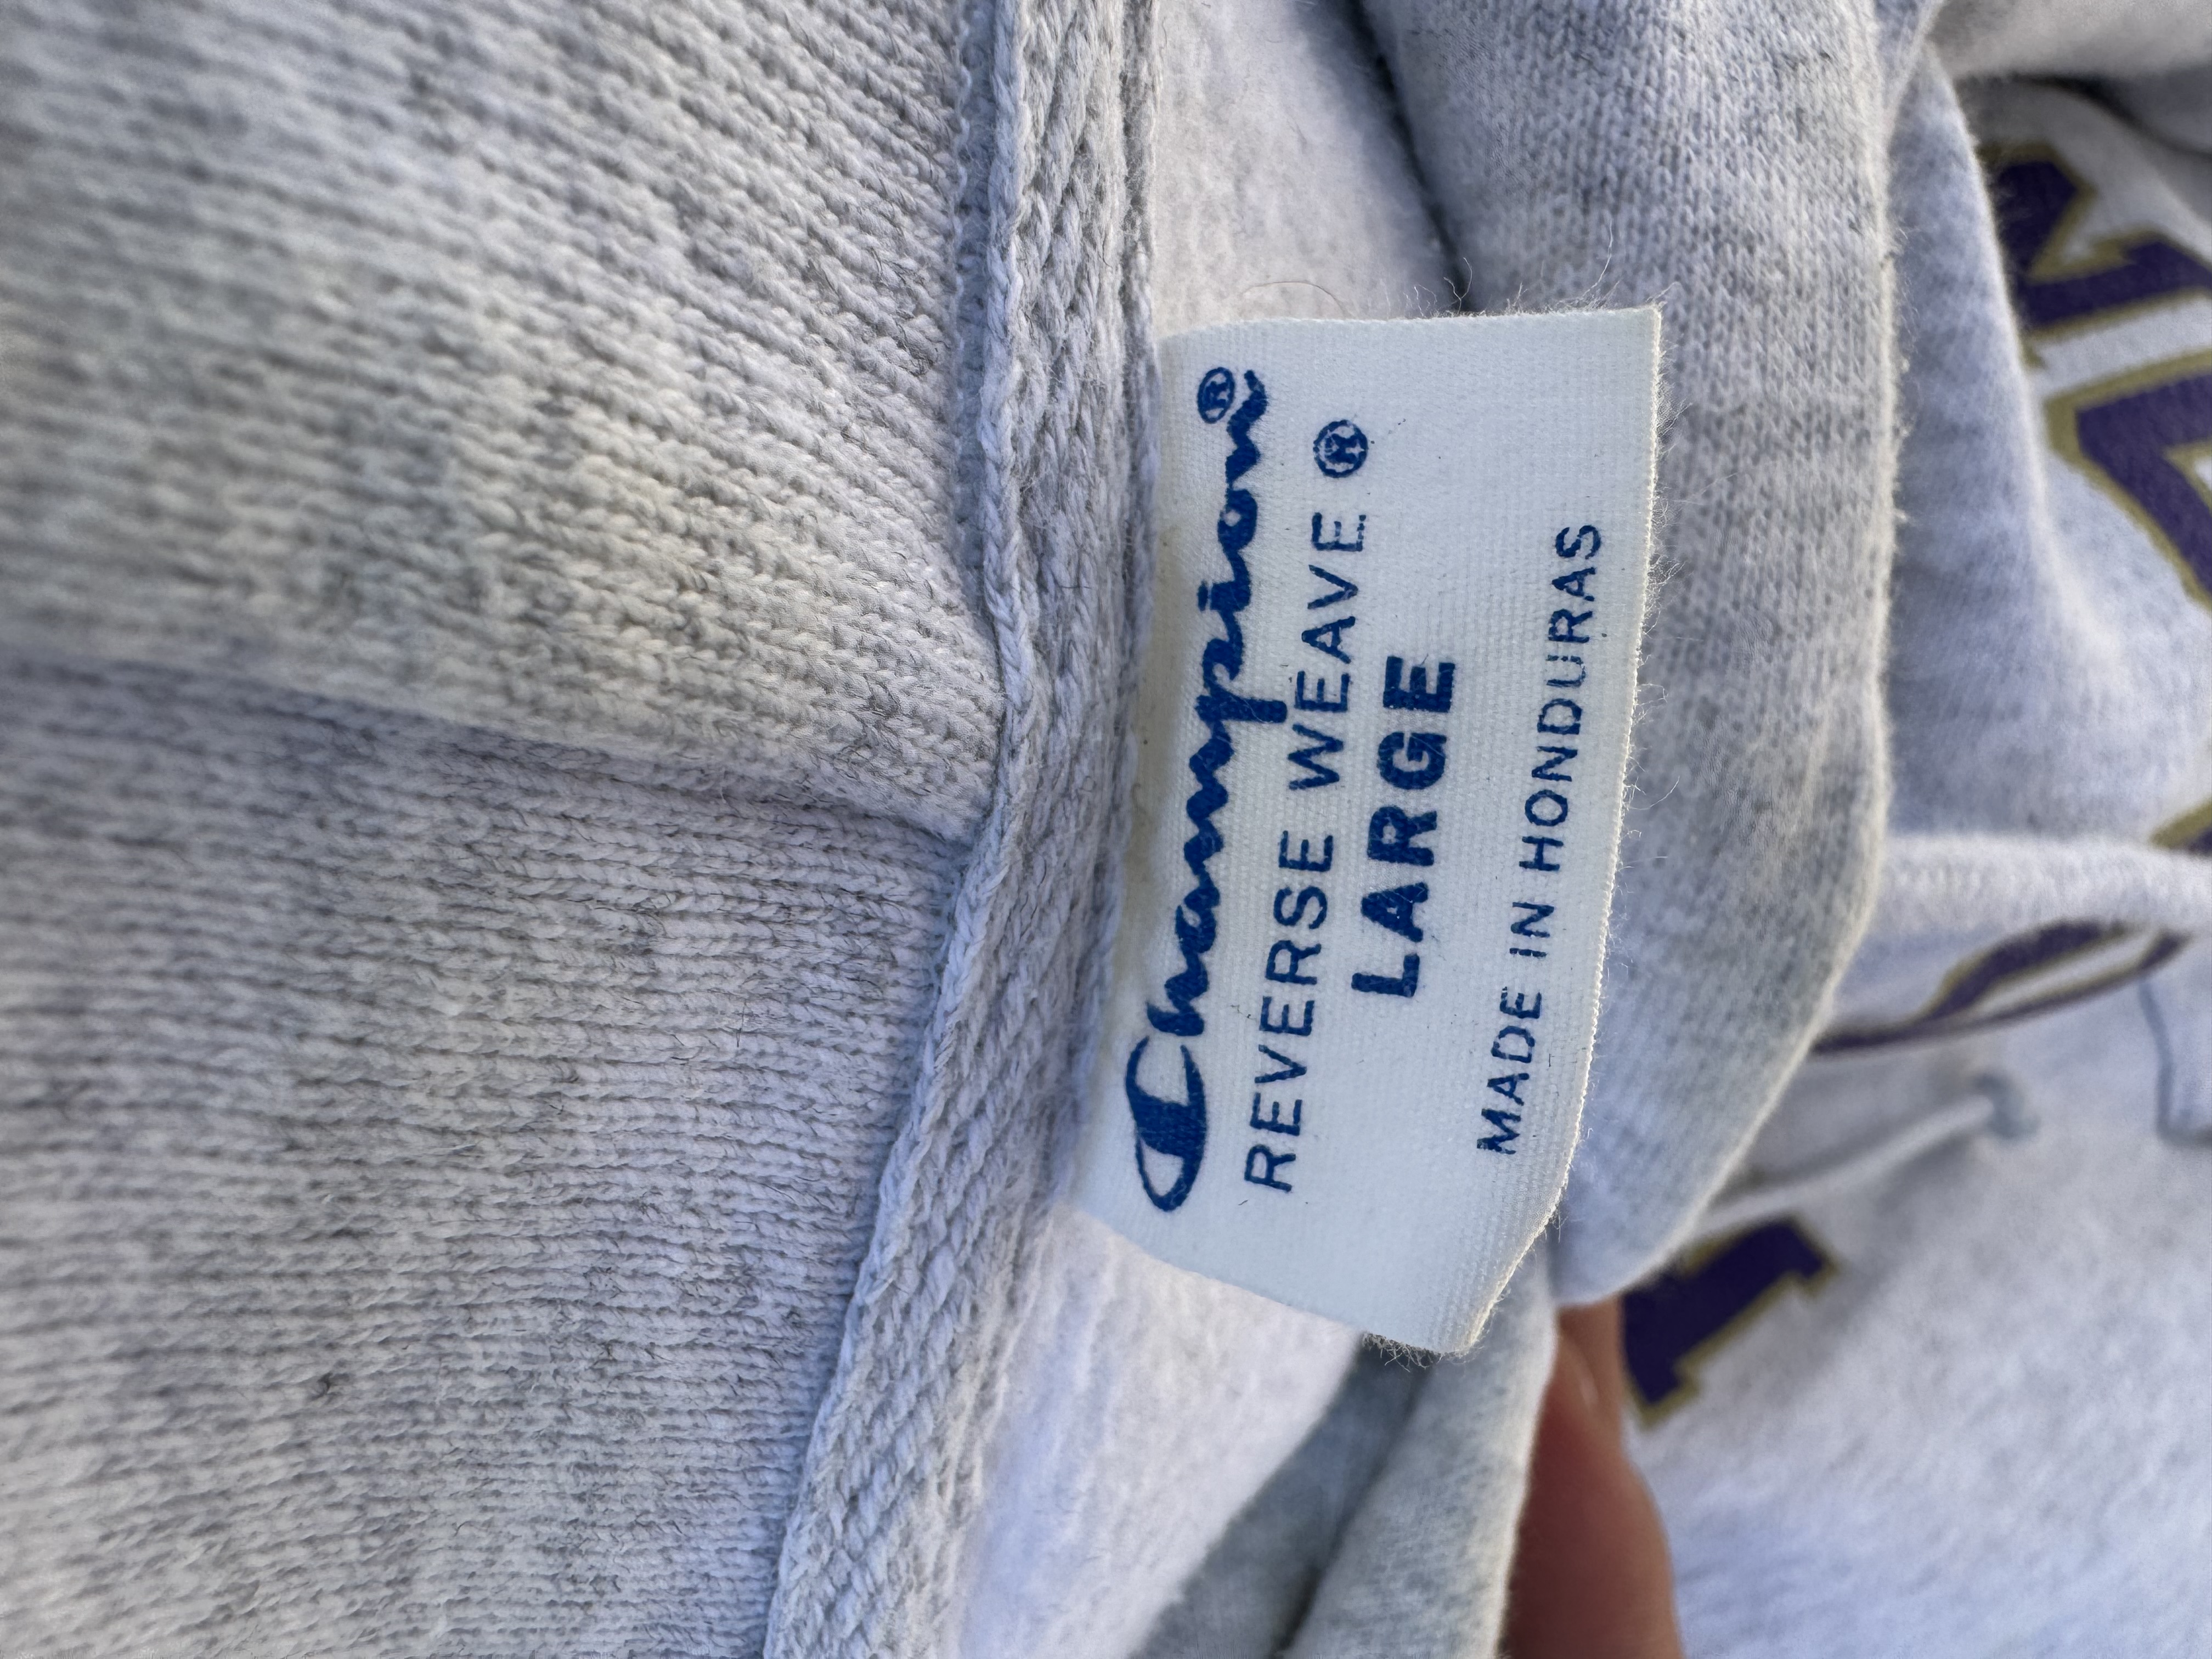 Champion®
REVERSE WEAVE ®
LARGE
MADE IN HONDURAS